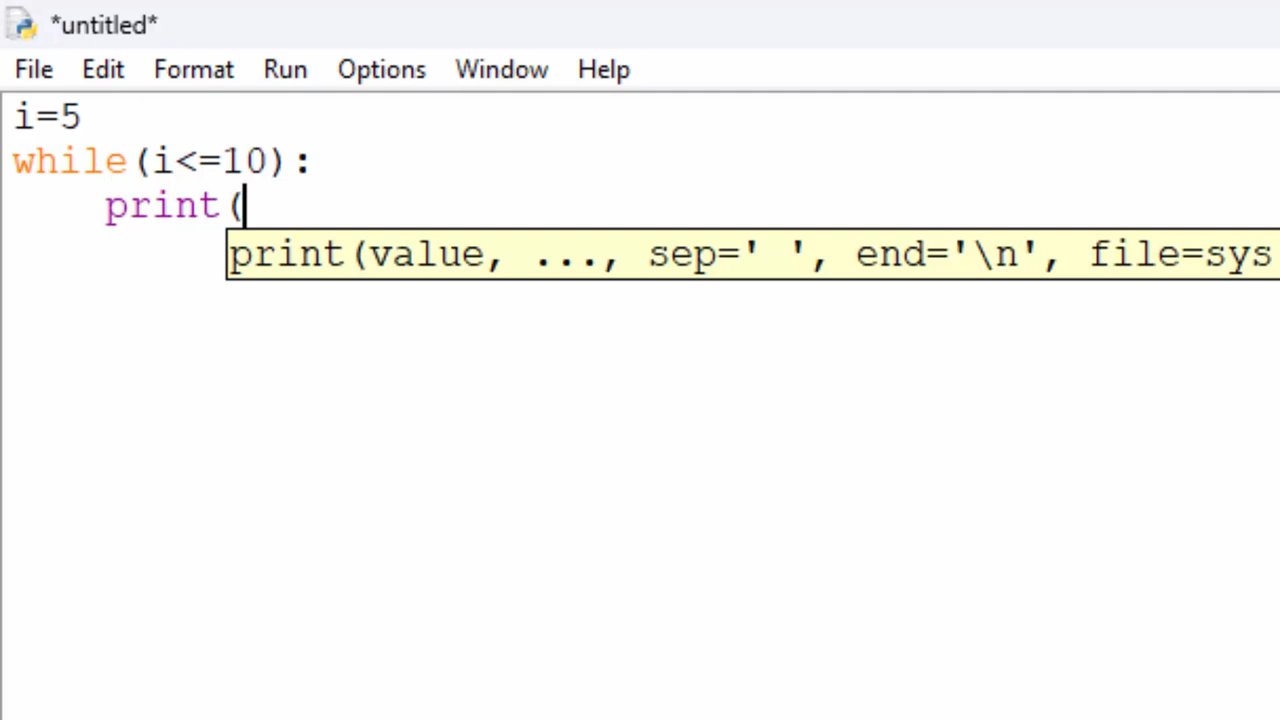 *untitled*
File Edit Format Run Options Window Help
i=5
while(i<=10):
    print(
print(value, ..., sep=' ', end='\n', file=sys